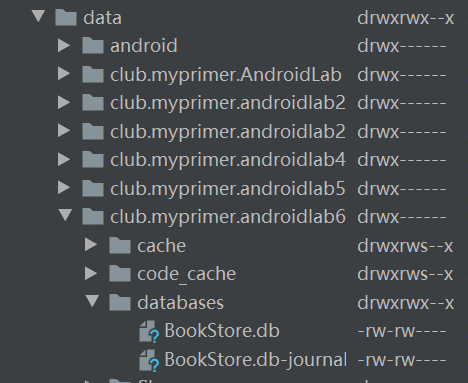 data drwxrwx--x
android drwx------
club.myprimer.AndroidLab drwx------
club.myprimer.androidlab2 drwx------
club.myprimer.androidlab2 drwx------
club.myprimer.androidlab4 drwx------
club.myprimer.androidlab5 drwx------
club.myprimer.androidlab6 drwx------
cache drwxrws--x
code_cache drwxrws--x
databases drwxrwx--x
BookStore.db -rw-rw----
BookStore.db-journal -rw-rw----